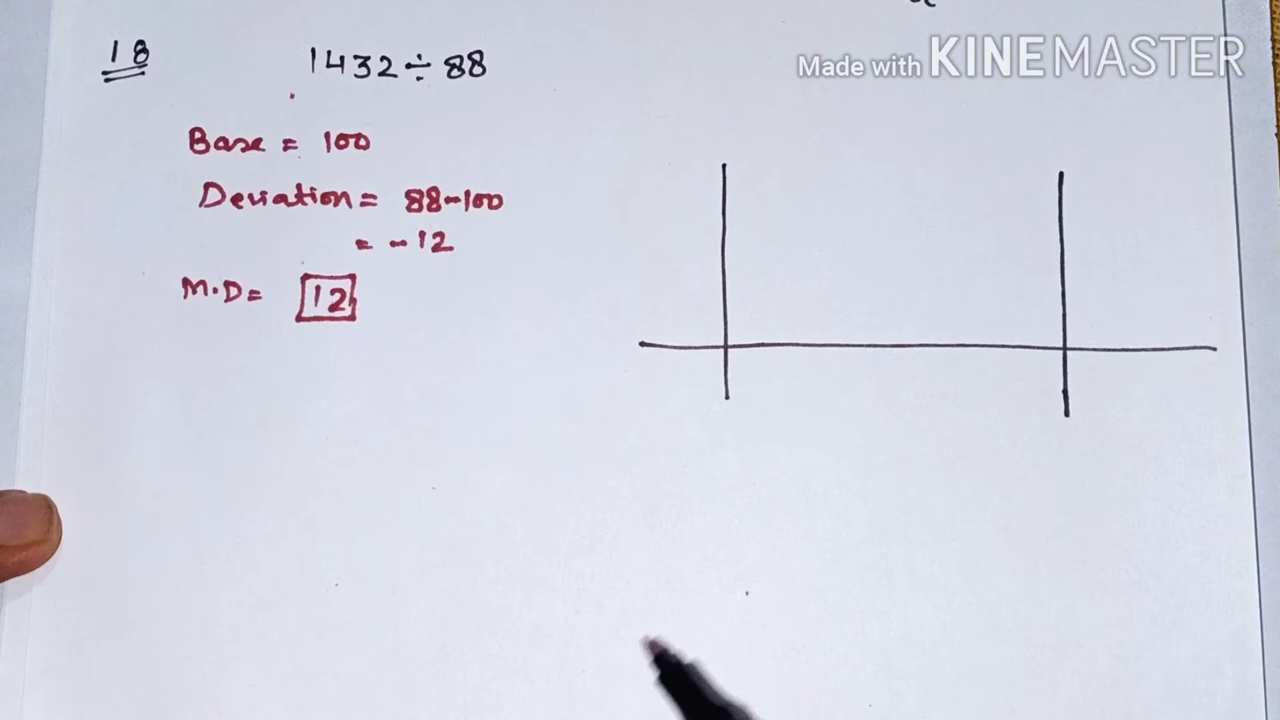 Made with KINEMASTER
18
1432 ÷ 88
Base = 100
Deviation = 88-100
= -12
M.D = 12